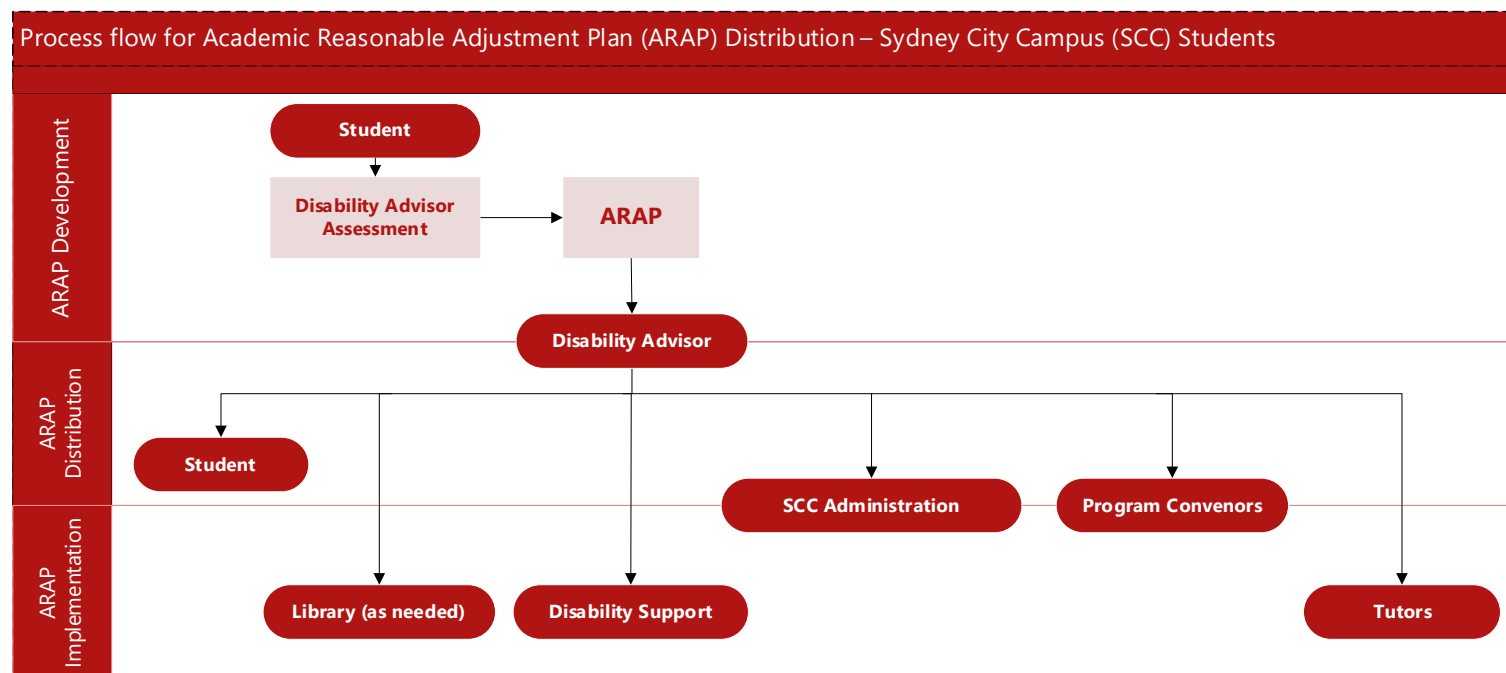 Process flow for Academic Reasonable Adjustment Plan (ARAP) Distribution – Sydney City Campus (SCC) Students
ARAP Development
Student
Disability Advisor
Assessment
ARAP
Disability Advisor
ARAP
Distribution
Student
SCC Administration
Program Convenors
ARAP
Implementation
Library (as needed)
Disability Support
Tutors